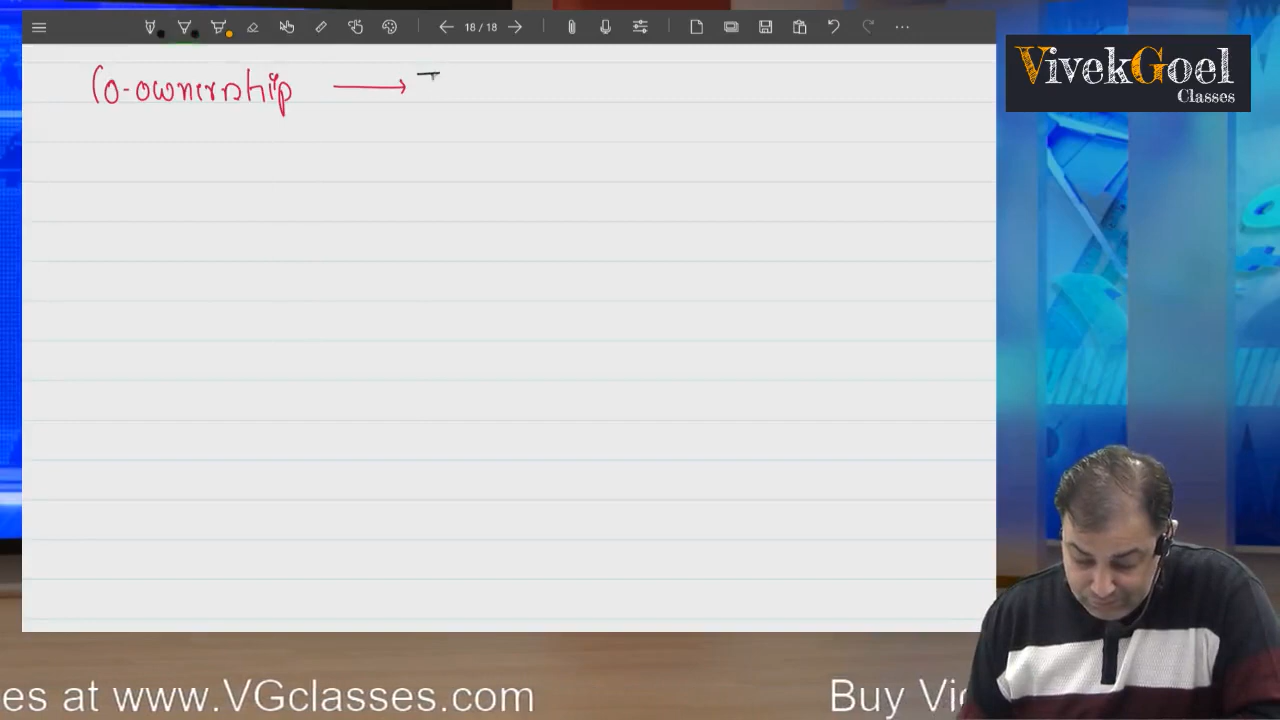 18 / 18
VivekGoel
Classes
Co-ownership →
es at www.VGclasses.com
Buy Vi